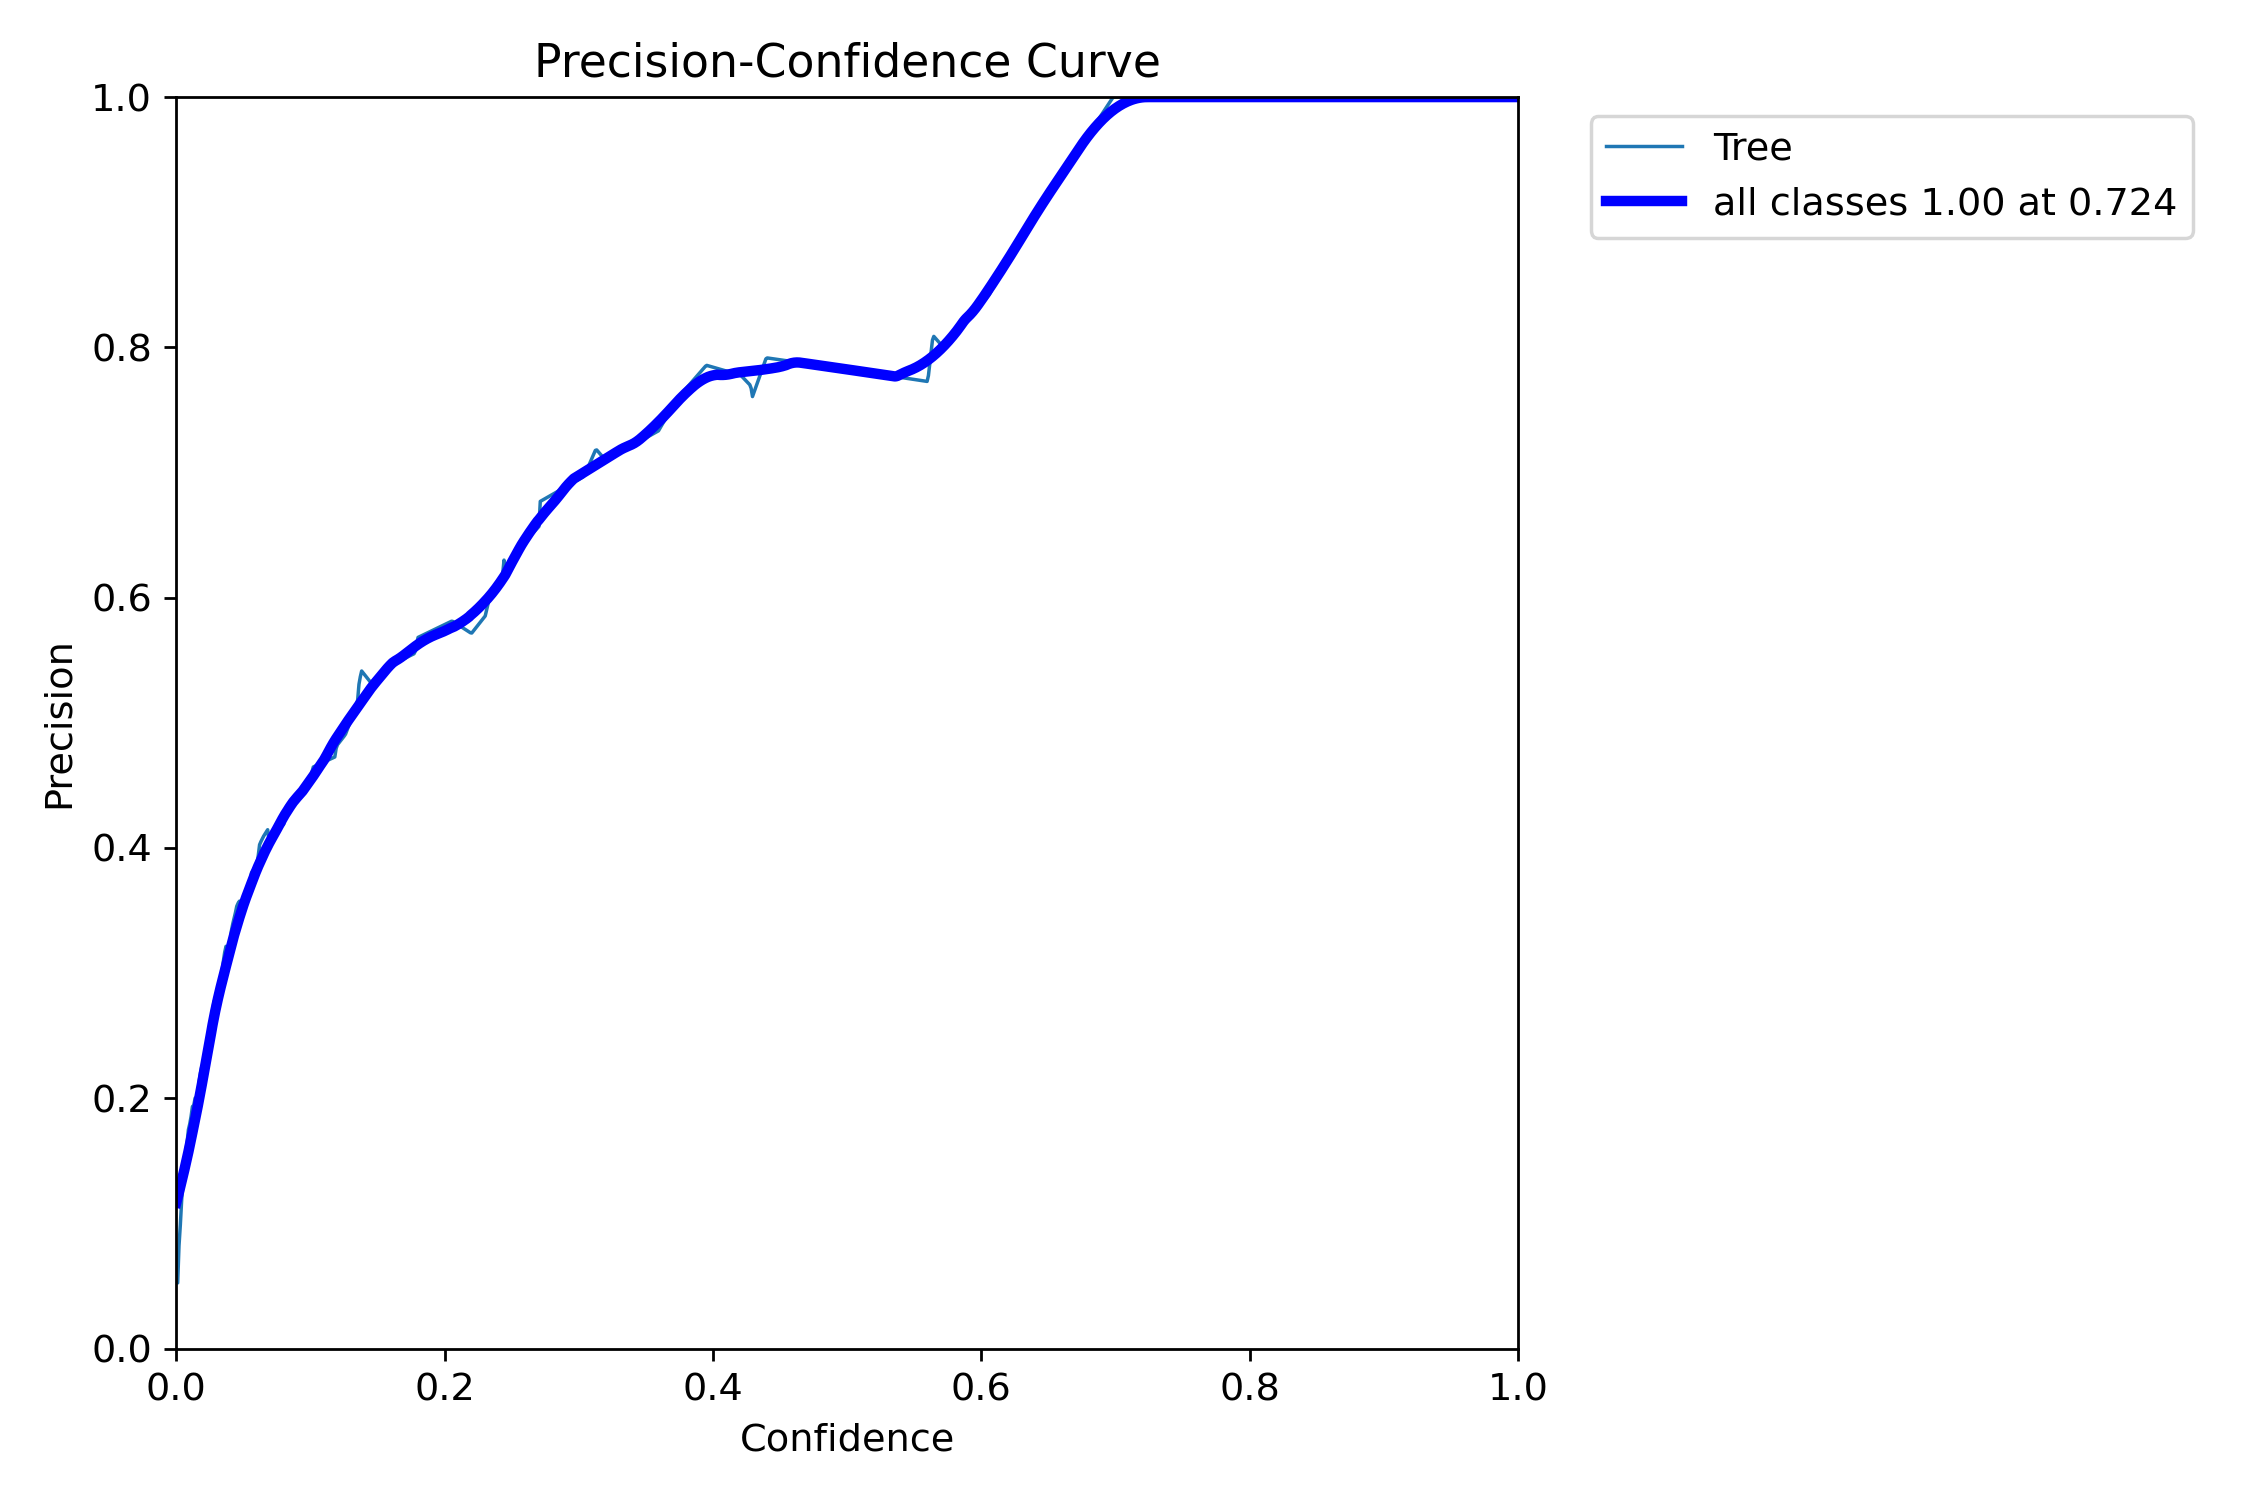 Precision-Confidence Curve
1.0
0.8
0.6
0.4
0.2
0.0
Precision
0.0 0.2 0.4 0.6 0.8 1.0
Confidence
Tree
all classes 1.00 at 0.724